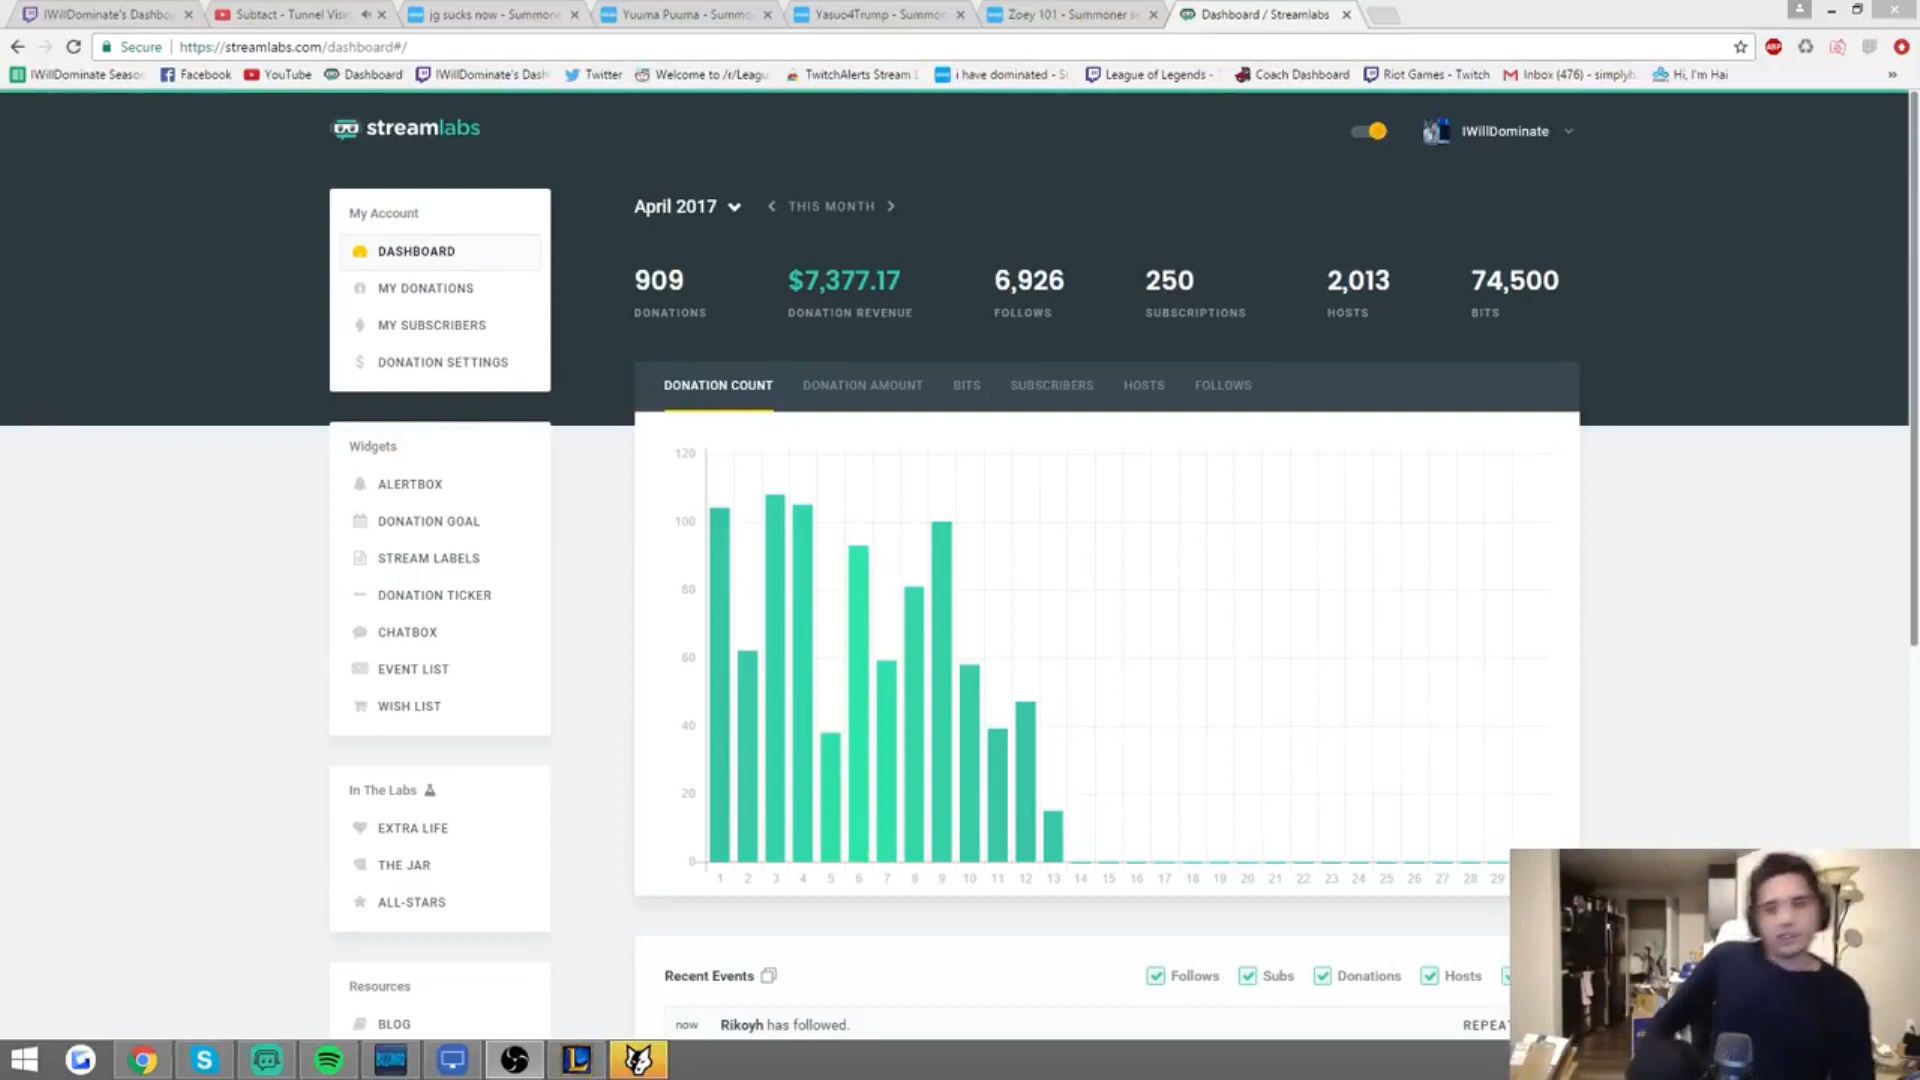 IWillDominate's Dashbo
Subtact - Tunnel Visio
jg sucks now - Summone
Yuuma Puuma - Summo
Yasuo4Trump - Summo
Zoey 101 - Summoner s
Dashboard / Streamlabs
Secure
https://streamlabs.com/dashboard#/
ABP
IWillDominate Season
Facebook
YouTube
Dashboard
IWillDominate's Dash
Twitter
Welcome to /r/Leagu
TwitchAlerts Stream L
i have dominated - S
League of Legends -
Coach Dashboard
Riot Games - Twitch
Inbox (476) - simplyh
Hi, I'm Hai
»
streamlabs
IWillDominate
My Account
DASHBOARD
MY DONATIONS
MY SUBSCRIBERS
DONATION SETTINGS
Widgets
ALERTBOX
DONATION GOAL
STREAM LABELS
DONATION TICKER
CHATBOX
EVENT LIST
WISH LIST
In The Labs
EXTRA LIFE
THE JAR
ALL-STARS
Resources
BLOG
April 2017
THIS MONTH
909
DONATIONS
$7,377.17
DONATION REVENUE
6,926
FOLLOWS
250
SUBSCRIPTIONS
2,013
HOSTS
74,500
BITS
DONATION COUNT
DONATION AMOUNT
BITS
SUBSCRIBERS
HOSTS
FOLLOWS
120
100
80
60
40
20
0
1 2 3 4 5 6 7 8 9 10 11 12 13 14 15 16 17 18 19 20 21 22 23 24 25 26 27 28 29
Recent Events
Follows
Subs
Donations
Hosts
now
Rikoyh has followed.
REPEA